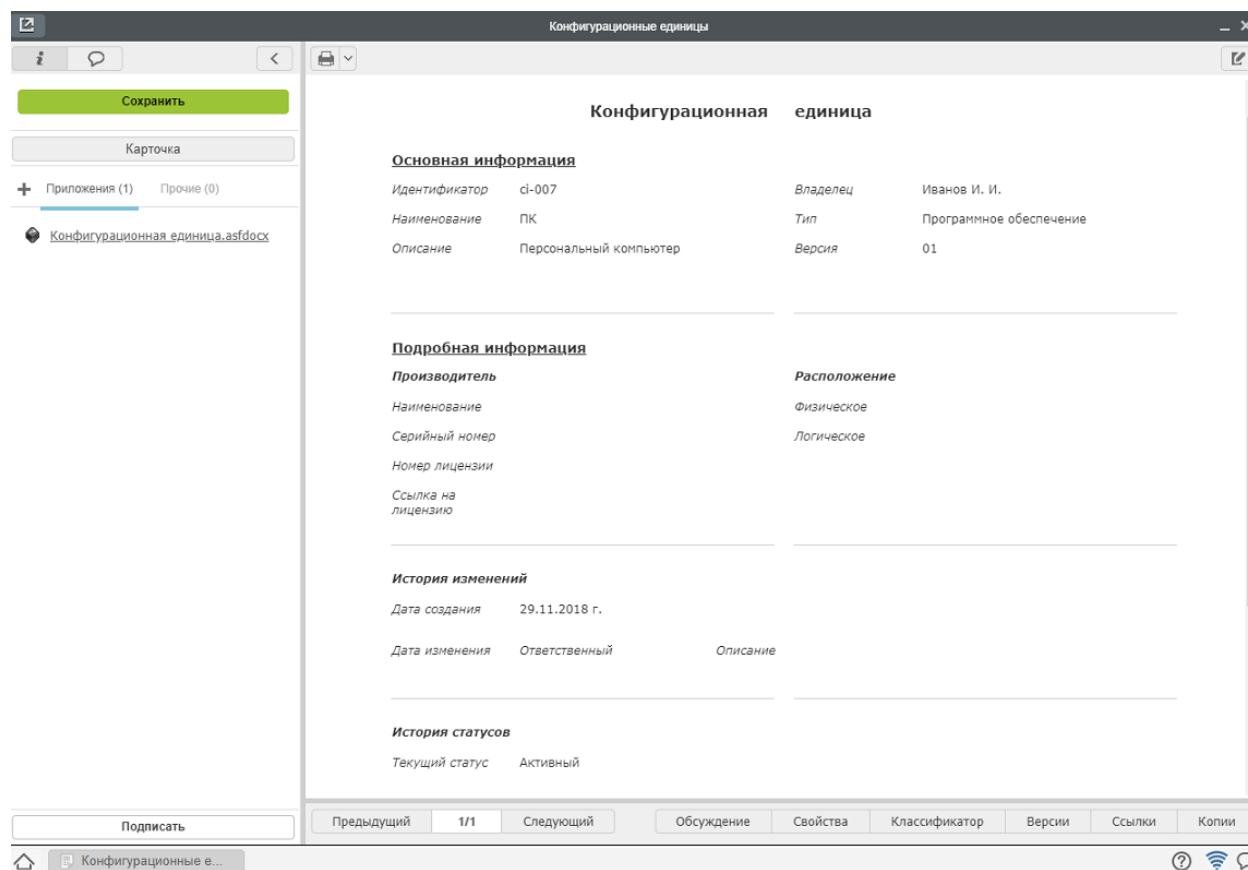 Конфигурационные единицы
Сохранить
Карточка
Приложения (1) Прочие (0)
Конфигурационная единица.asfdocx
Подписать
Конфигурационная единица
Основная информация
Идентификатор ci-007 Владелец Иванов И. И.
Наименование ПК Тип Программное обеспечение
Описание Персональный компьютер Версия 01
Подробная информация
Производитель Расположение
Наименование Физическое
Серийный номер Логическое
Номер лицензии
Ссылка на
лицензию
История изменений
Дата создания 29.11.2018 г.
Дата изменения Ответственный Описание
История статусов
Текущий статус Активный
Предыдущий 1/1 Следующий Обсуждение Свойства Классификатор Версии Ссылки Копии
Конфигурационные е...